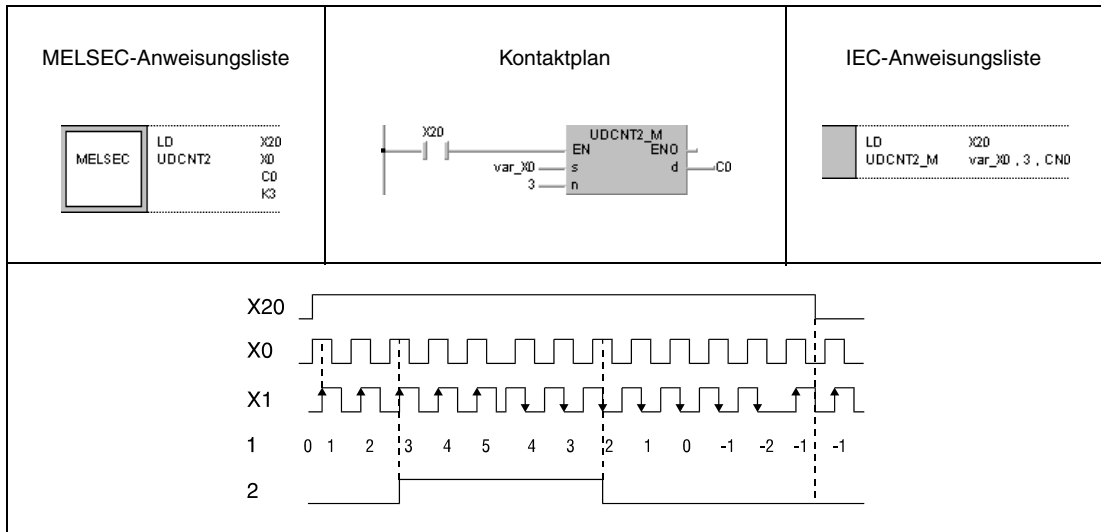 MELSEC-Anweisungsliste
Kontaktplan
IEC-Anweisungsliste
MELSEC
LD X20
UDCNT2 X0
C0
K3
X20
UDCNT2_M
EN ENO
var_X0 s d C0
3 n
LD X20
UDCNT2_M var_X0 , 3 , CN0
X20
X0
X1
1 0 1 2 3 4 5 4 3 2 1 0 -1 -2 -1 -1
2